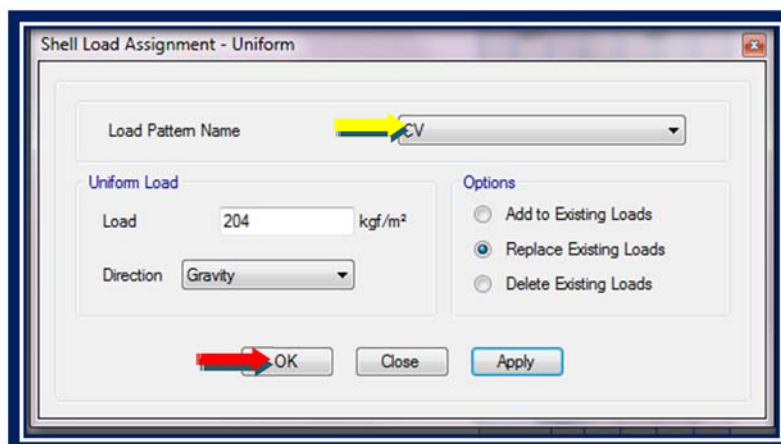 Shell Load Assignment - Uniform
Load Pattern Name
CV
Uniform Load
Load
204
kgf/m²
Direction
Gravity
Options
Add to Existing Loads
Replace Existing Loads
Delete Existing Loads
OK
Close
Apply